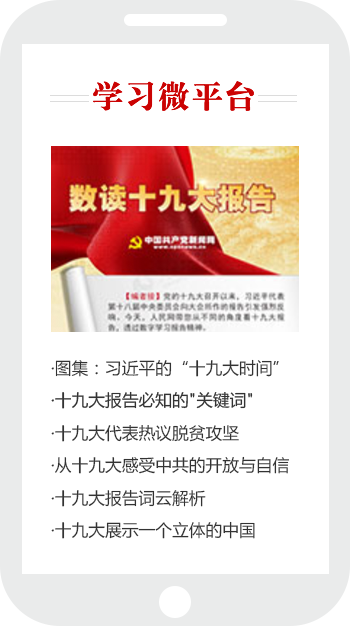 学习微平台
数读十九大报告
中国共产党新闻网
【编者按】党的十九大召开以来，习近平代表
第十八届中央委员会向大会所作的报告引发强烈反
响。今天，人民网带您从不同的角度看十九大报
告，透过数字学习报告精神。
·图集：习近平的“十九大时间”
·十九大报告必知的"关键词"
·十九大代表热议脱贫攻坚
·从十九大感受中共的开放与自信
·十九大报告词云解析
·十九大展示一个立体的中国